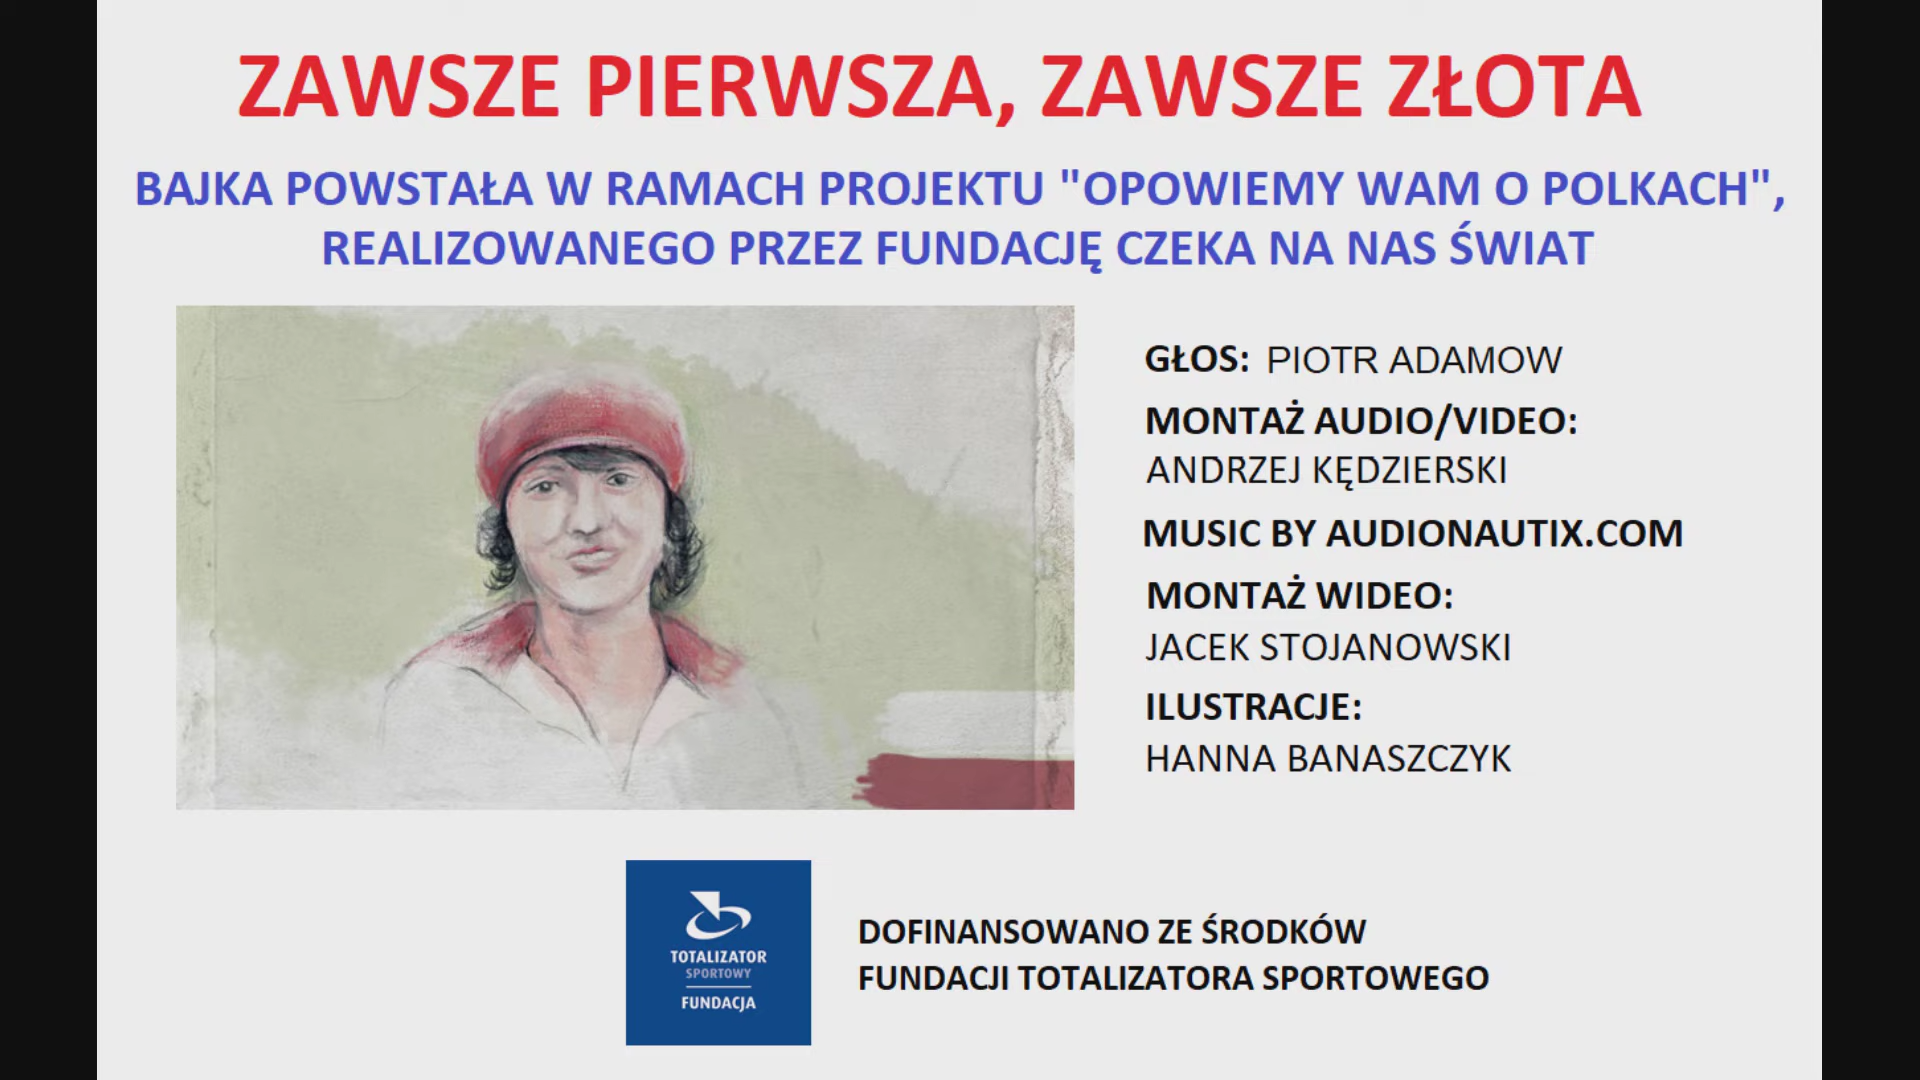 ZAWSZE PIERWSZA, ZAWSZE ZŁOTA
BAJKA POWSTAŁA W RAMACH PROJEKTU "OPOWIEMY WAM O POLKACH",
REALIZOWANEGO PRZEZ FUNDACJĘ CZEKA NA NAS ŚWIAT
GŁOS: PIOTR ADAMOW
MONTAŻ AUDIO/VIDEO:
ANDRZEJ KĘDZIERSKI
MUSIC BY AUDIONAUTIX.COM
MONTAŻ WIDEO:
JACEK STOJANOWSKI
ILUSTRACJE:
HANNA BANASZCZYK
TOTALIZATOR
SPORTOWY
FUNDACJA
DOFINANSOWANO ZE ŚRODKÓW
FUNDACJI TOTALIZATORA SPORTOWEGO